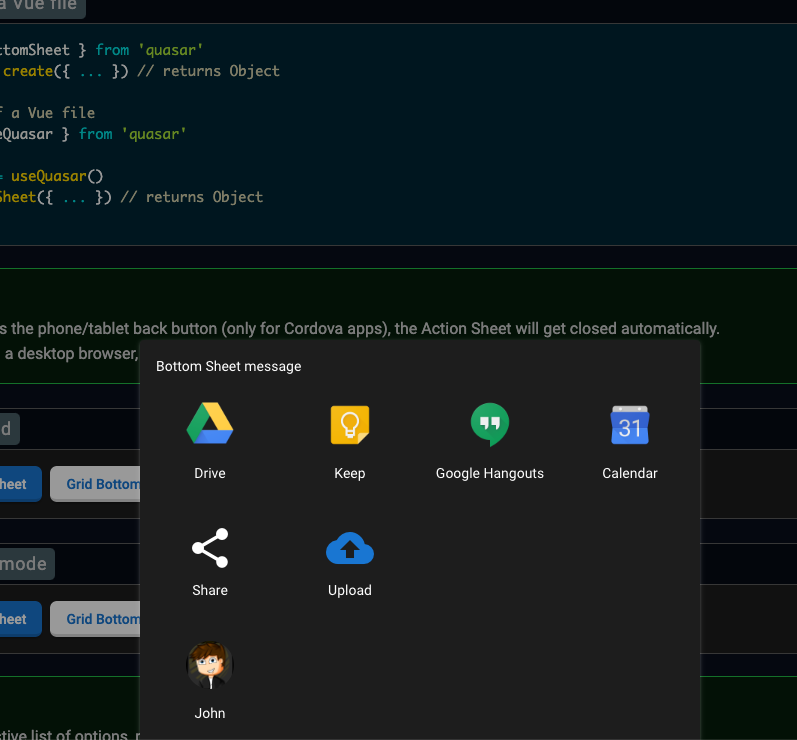 a Vue file
ttomSheet } from 'quasar'
create({ ... }) // returns Object
f a Vue file
eQuasar } from 'quasar'
= useQuasar()
Sheet({ ... }) // returns Object
s the phone/tablet back button (only for Cordova apps), the Action Sheet will get closed automatically.
a desktop browser,
Bottom Sheet message
31
Drive
Keep
Google Hangouts
Calendar
d
heet
Grid Bottom
Share
Upload
mode
heet
Grid Bottom
John
ctive list of options,